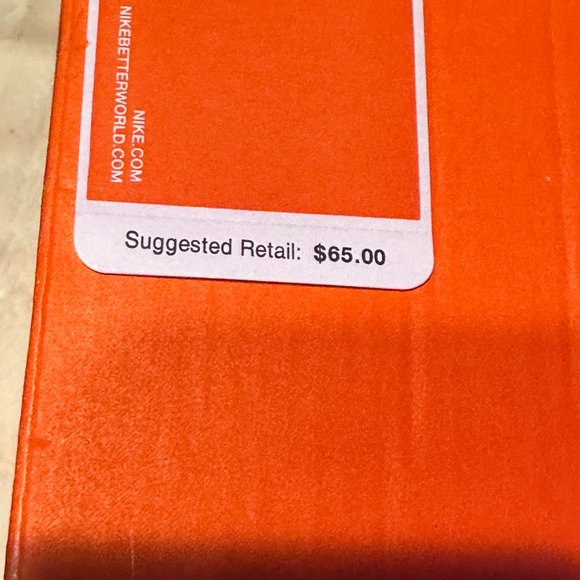 NIKE.COM
NIKEBETTERWORLD.COM
Suggested Retail: $65.00